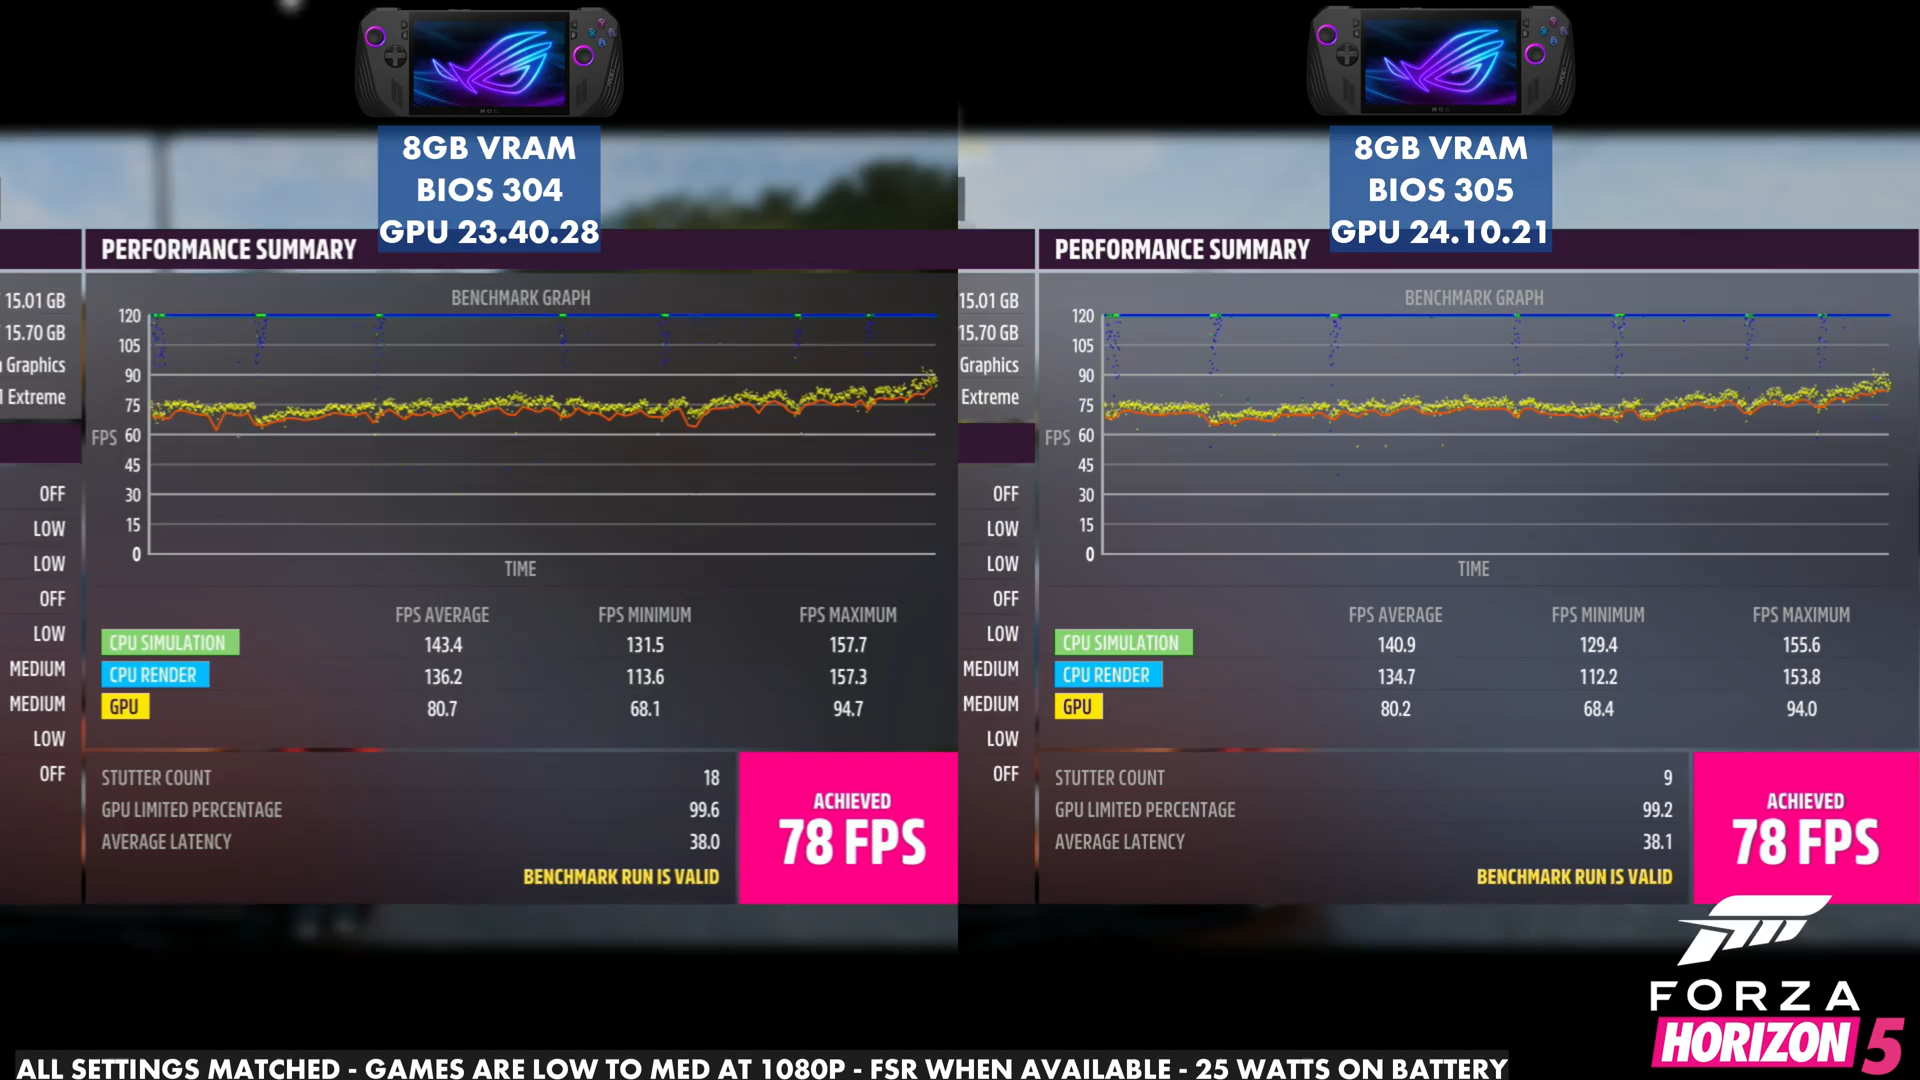 8GB VRAM
BIOS 304
GPU 23.40.28
PERFORMANCE SUMMARY
15.01 GB
15.70 GB
Graphics
Extreme
OFF
LOW
LOW
OFF
LOW
MEDIUM
MEDIUM
LOW
OFF
BENCHMARK GRAPH
120
105
90
75
FPS 60
45
30
15
0
TIME
FPS AVERAGE FPS MINIMUM FPS MAXIMUM
CPU SIMULATION 143.4 131.5 157.7
CPU RENDER 136.2 113.6 157.3
GPU 80.7 68.1 94.7
STUTTER COUNT 18
GPU LIMITED PERCENTAGE 99.6
AVERAGE LATENCY 38.0
BENCHMARK RUN IS VALID
ACHIEVED
78 FPS
8GB VRAM
BIOS 305
GPU 24.10.21
PERFORMANCE SUMMARY
15.01 GB
15.70 GB
Graphics
Extreme
OFF
LOW
LOW
OFF
LOW
MEDIUM
MEDIUM
LOW
OFF
BENCHMARK GRAPH
120
105
90
75
FPS 60
45
30
15
0
TIME
FPS AVERAGE FPS MINIMUM FPS MAXIMUM
CPU SIMULATION 140.9 129.4 155.6
CPU RENDER 134.7 112.2 153.8
GPU 80.2 68.4 94.0
STUTTER COUNT 9
GPU LIMITED PERCENTAGE 99.2
AVERAGE LATENCY 38.1
BENCHMARK RUN IS VALID
ACHIEVED
78 FPS
FORZA
HORIZON 5
ALL SETTINGS MATCHED - GAMES ARE LOW TO MED AT 1080P - FSR WHEN AVAILABLE - 25 WATTS ON BATTERY